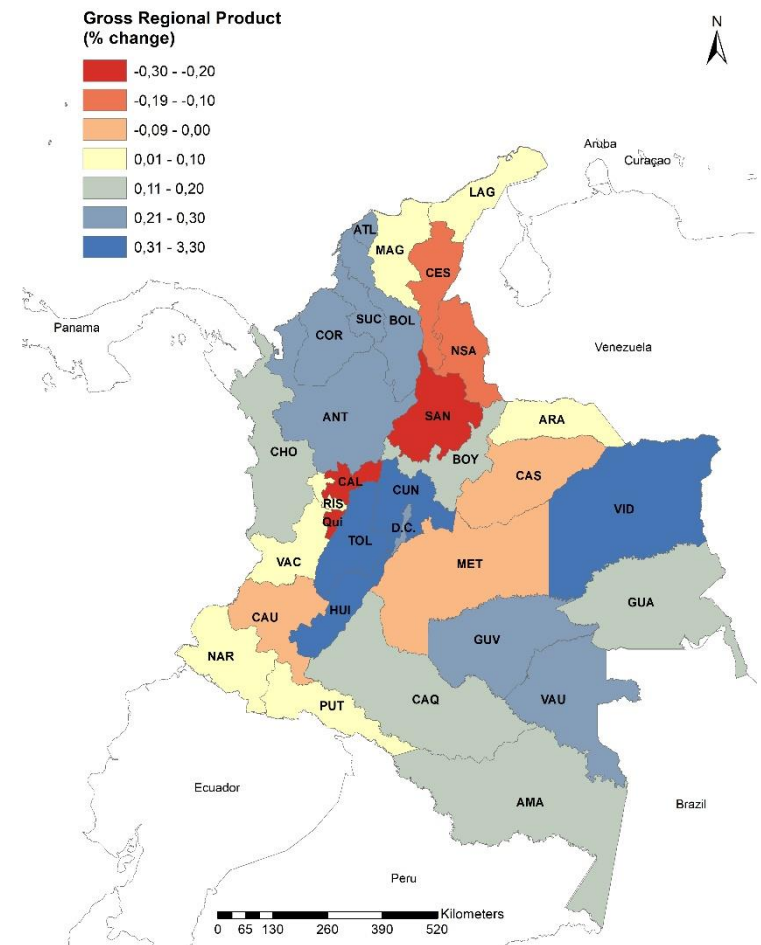 Gross Regional Product
(% change)
-0,30 - -0,20
-0,19 - -0,10
-0,09 - 0,00
0,01 - 0,10
0,11 - 0,20
0,21 - 0,30
0,31 - 3,30
N
Aruba
Curaçao
LAG
ATL
MAG
CES
Panama
SUC
BOL
COR
NSA
Venezuela
ANT
SAN
ARA
CHO
BOY
CAL
CUN
CAS
RIS
Qui
D.C.
VID
TOL
VAC
MET
GUA
HUI
CAU
GUV
NAR
CAQ
VAU
PUT
Ecuador
AMA
Brazil
Peru
Kilometers
0 65 130 260 390 520